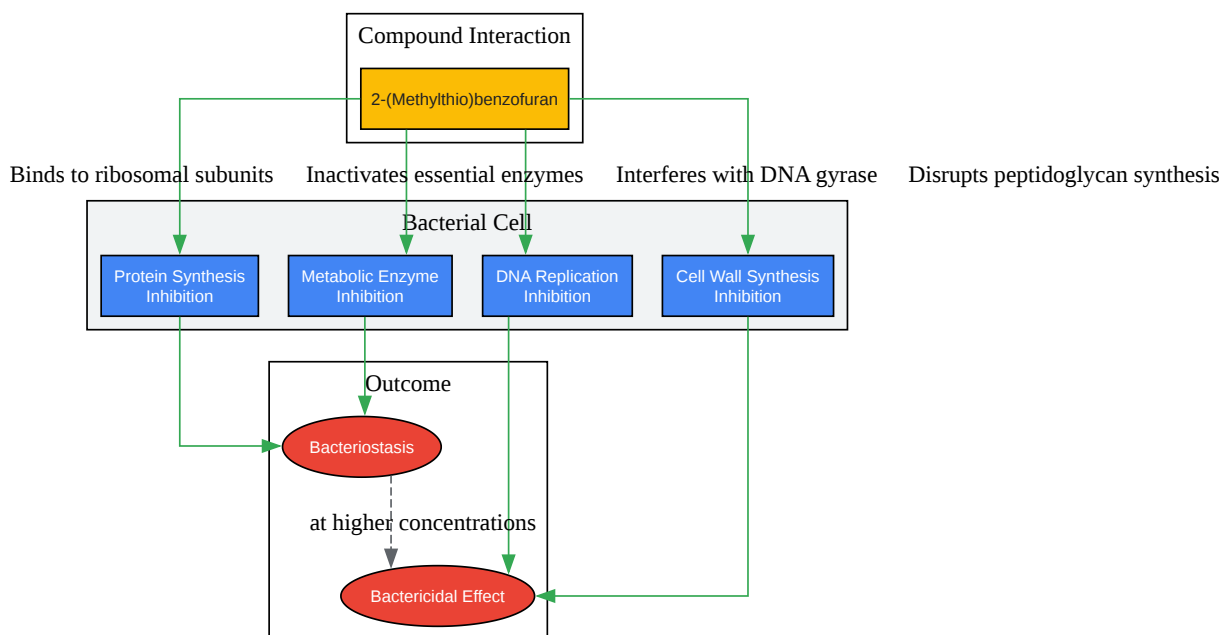 Compound Interaction
2-(Methylthio)benzofuran
Binds to ribosomal subunits
Inactivates essential enzymes
Interferes with DNA gyrase
Disrupts peptidoglycan synthesis
Bacterial Cell
Protein Synthesis
Inhibition
Metabolic Enzyme
Inhibition
DNA Replication
Inhibition
Cell Wall Synthesis
Inhibition
Outcome
Bacteriostasis
at higher concentrations
Bactericidal Effect